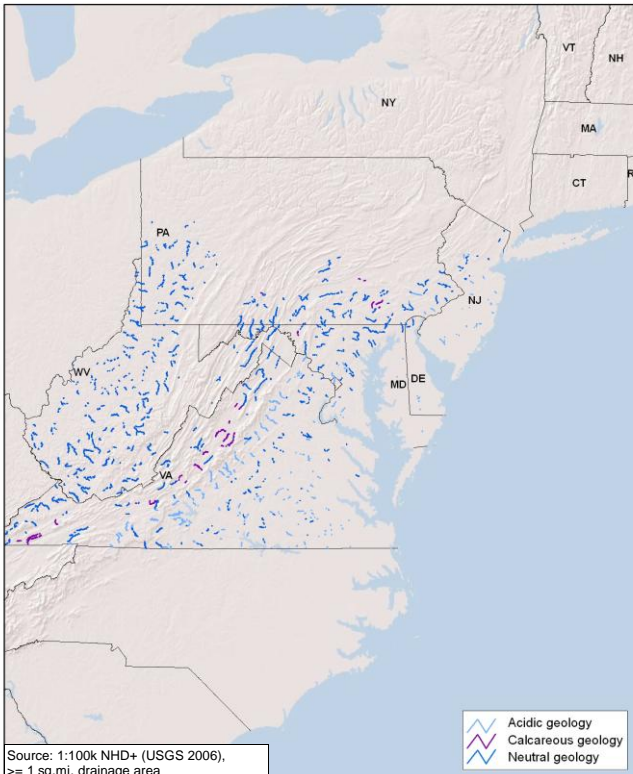 VT
NH
NY
MA
CT
R
PA
NJ
WV
MD
DE
VA
Acidic geology
Calcareous geology
Neutral geology
Source: 1:100k NHD+ (USGS 2006),
>= 1 sq.mi. drainage area